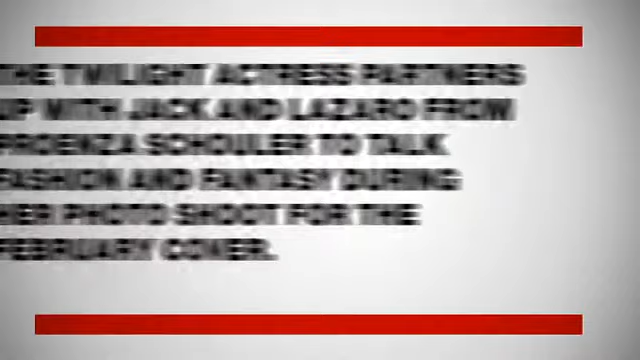 THE TWILIGHT ACTRESS PARTNERS
UP WITH JACK AND LAZARO FROM
PROENZA SCHOULER TO TALK
FASHION AND FANTASY DURING
HER PHOTO SHOOT FOR THE
FEBRUARY COVER.